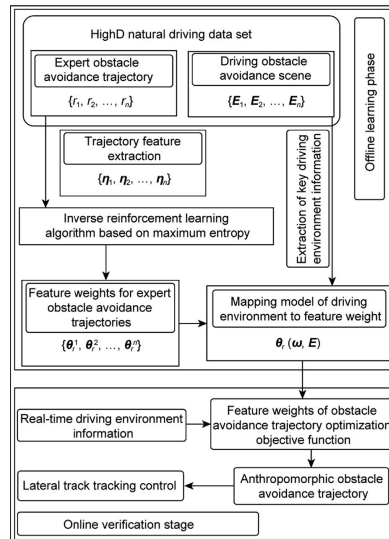 HighD natural driving data set
Expert obstacle
avoidance trajectory
{r1, r2, ..., rn}
Driving obstacle
avoidance scene
{E1, E2, ..., En}
Offline learning phase
Trajectory feature
extraction
{η1, η2, ..., ηn}
Extraction of key driving
environment information
Inverse reinforcement learning
algorithm based on maximum entropy
Feature weights for expert
obstacle avoidance
trajectories
{θr1, θr2, ..., θrn}
Mapping model of driving
environment to feature weight
θr (ω, E)
Real-time driving environment
information
Feature weights of obstacle
avoidance trajectory optimization
objective function
Lateral track tracking control
Anthropomorphic obstacle
avoidance trajectory
Online verification stage